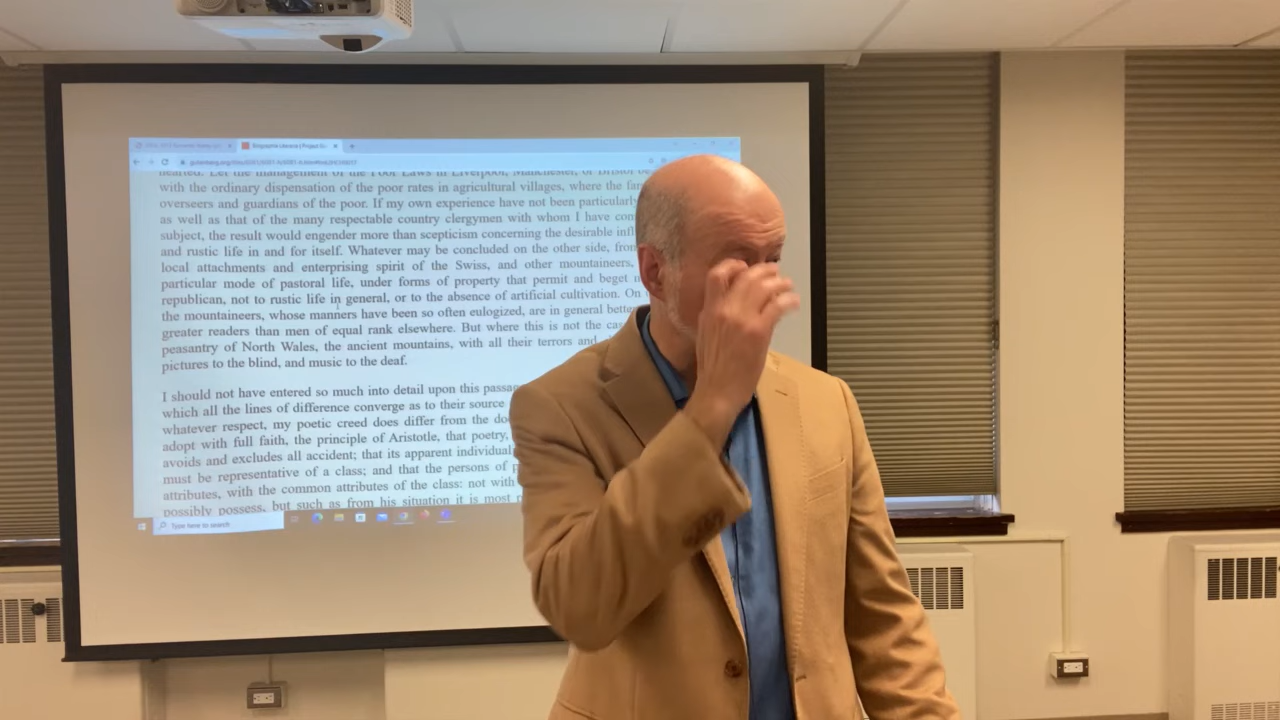 Biographia Literaria | Project Gu
hearted. Let the management of the Poor Laws in Liverpool, Manchester, or Bristol be
with the ordinary dispensation of the poor rates in agricultural villages, where the far
overseers and guardians of the poor. If my own experience have not been particularly
as well as that of the many respectable country clergymen with whom I have con
subject, the result would engender more than scepticism concerning the desirable infl
and rustic life in and for itself. Whatever may be concluded on the other side, from
local attachments and enterprising spirit of the Swiss, and other mountaineers,
particular mode of pastoral life, under forms of property that permit and beget
republican, not to rustic life in general, or to the absence of artificial cultivation. On
the mountaineers, whose manners have been so often eulogized, are in general better
greater readers than men of equal rank elsewhere. But where this is not the ca
peasantry of North Wales, the ancient mountains, with all their terrors and
pictures to the blind, and music to the deaf.
I should not have entered so much into detail upon this passag
which all the lines of difference converge as to their source
whatever respect, my poetic creed does differ from the do
adopt with full faith, the principle of Aristotle, that poetry,
avoids and excludes all accident; that its apparent individual
must be representative of a class; and that the persons of p
attributes, with the common attributes of the class: not with
possibly possess, but such as from his situation it is most
Type here to search